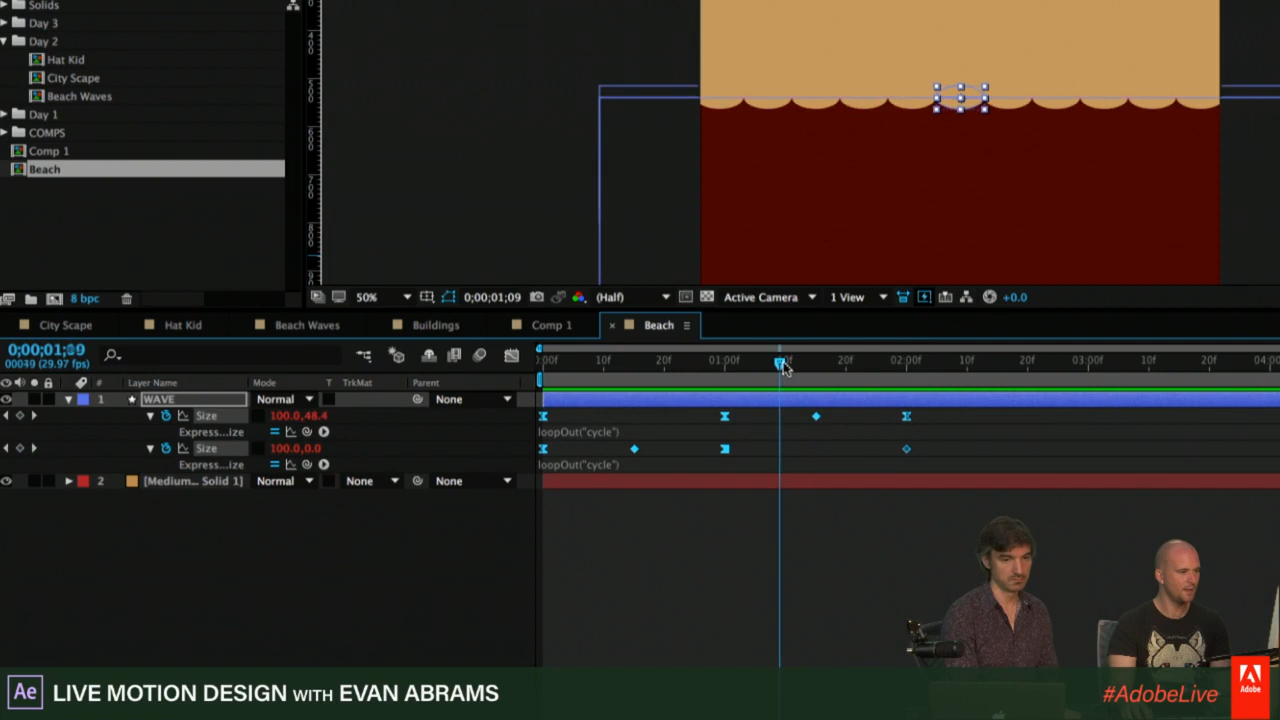 Solids
Day 3
Day 2
Hat Kid
City Scape
Beach Waves
Day 1
COMPS
Comp 1
Beach
8 bpc
50%
0;00;01;09
(Half)
Active Camera
1 View
+0.0
City Scape
Hat Kid
Beach Waves
Buildings
Comp 1
× Beach
0;00;01;09
00049 (29.97 fps)
:00f 10f 20f 01:00f 20f 02:00f 10f 20f 03:00f 10f 20f 04:00
# Layer Name Mode T TrkMat Parent
1 WAVE Normal None
Size 100.0,48.4
Express...ize loopOut("cycle")
Size 100.0,0.0
Express...ize loopOut("cycle")
2 [Medium... Solid 1] Normal None None
Ae LIVE MOTION DESIGN WITH EVAN ABRAMS
#AdobeLive
Adobe